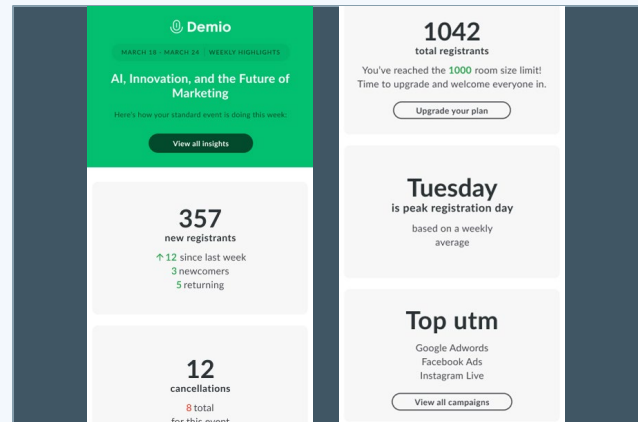 Demio
MARCH 18 - MARCH 24 | WEEKLY HIGHLIGHTS
AI, Innovation, and the Future of
Marketing
Here's how your standard event is doing this week:
View all insights
357
new registrants
↑12 since last week
3 newcomers
5 returning
12
cancellations
8 total
for this event
1042
total registrants
You've reached the 1000 room size limit!
Time to upgrade and welcome everyone in.
Upgrade your plan
Tuesday
is peak registration day
based on a weekly
average
Top utm
Google Adwords
Facebook Ads
Instagram Live
View all campaigns